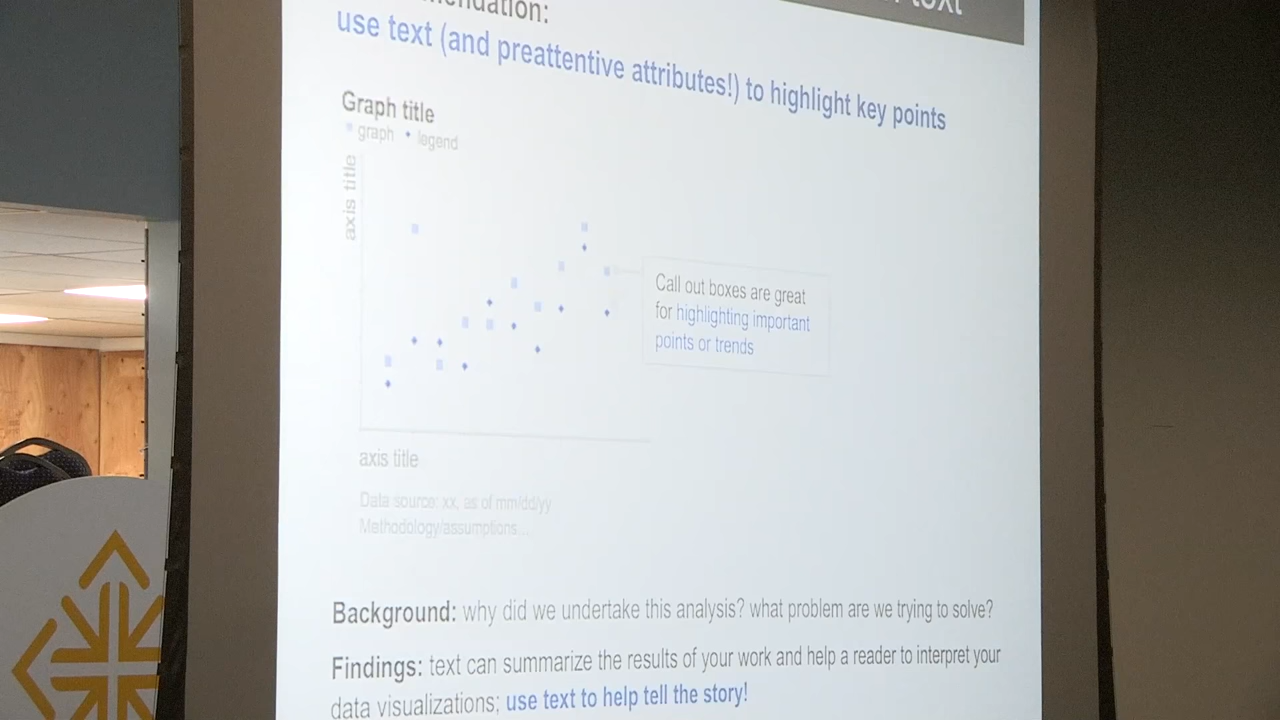 text
use text (and preattentive attributes!) to highlight key points
Graph title
graph legend
axis title
Call out boxes are great
for highlighting important
points or trends
axis title
Data source: xx, as of mm/dd/yy
Methodology/assumptions...
Background: why did we undertake this analysis? what problem are we trying to solve?
Findings: text can summarize the results of your work and help a reader to interpret your
data visualizations; use text to help tell the story!